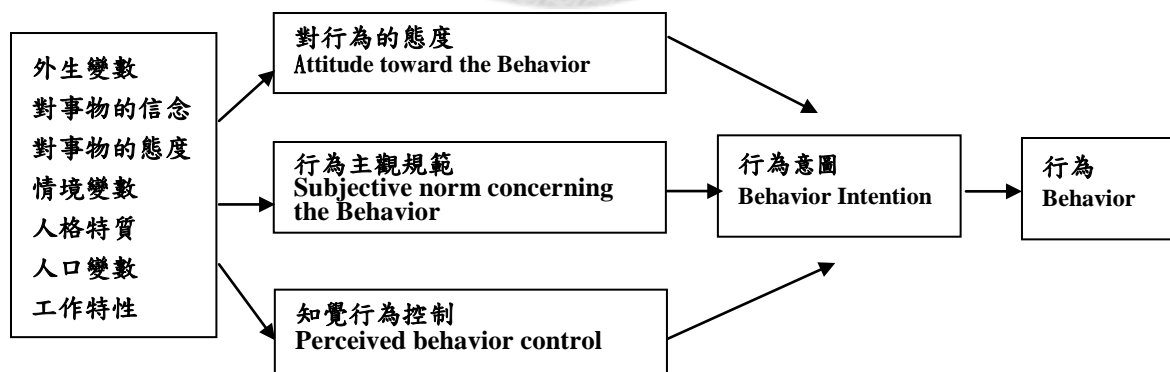 外生變數
對事物的信念
對事物的態度
情境變數
人格特質
人口變數
工作特性
對行為的態度
Attitude toward the Behavior
行為主觀規範
Subjective norm concerning
the Behavior
知覺行為控制
Perceived behavior control
行為意圖
Behavior Intention
行為
Behavior